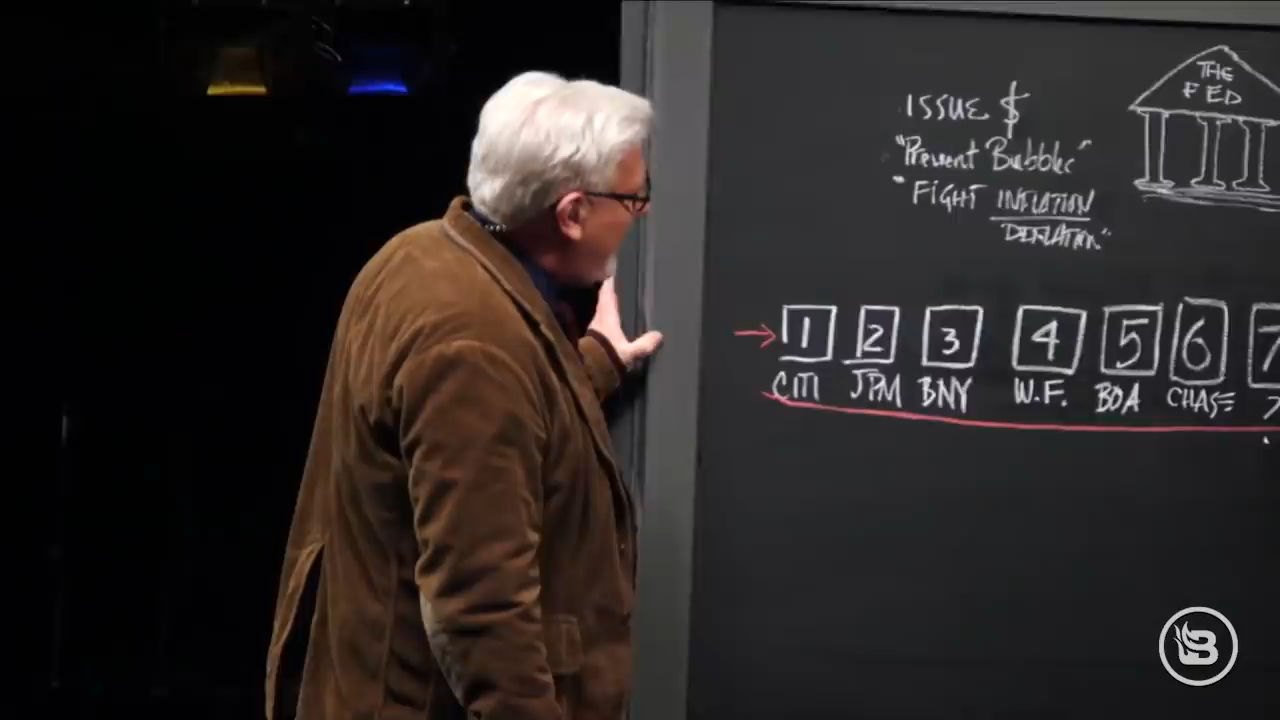 THE
FED
ISSUE $
"Prevent Bubbles"
"FIGHT INFLATION
DEFLATION"
1 2 3 4 5 6 7
CITI JPM BNY W.F. BOA CHASE ?
B